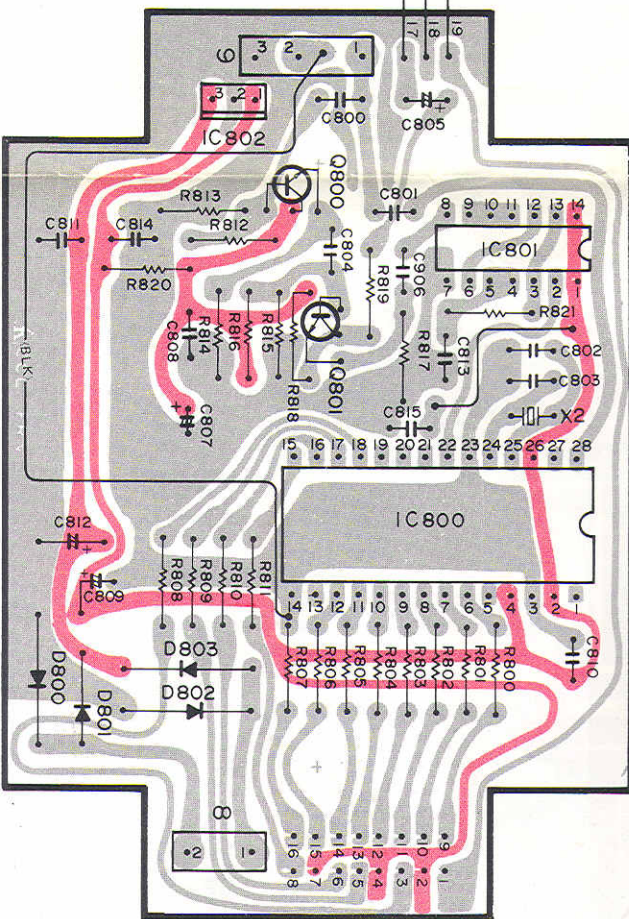 17 18 19
9
3 2 1
3 2 1
IC802
C800
C805
Q800
R813
C801
8 9 10 11 12 13 14
C811
C814
R812
IC801
C804
R819
C906
R820
7 6 5 4 3 2 1
R821
C808
R814
R816
R815
R818
Q801
R817
C813
C802
C803
(BLK)
C807
C815
X2
15 16 17 18 19 20 21 22 23 24 25 26 27 28
IC800
C812
C809
R808
R809
R810
R811
14 13 12 11 10 9 8 7 6 5 4 3 2 1
D803
R807
R806
R805
R804
R803
R802
R801
R800
C810
D800
D801
D802
8
2 1
16 15 14 13 12 11 10 9
8 7 6 5 4 3 2 1